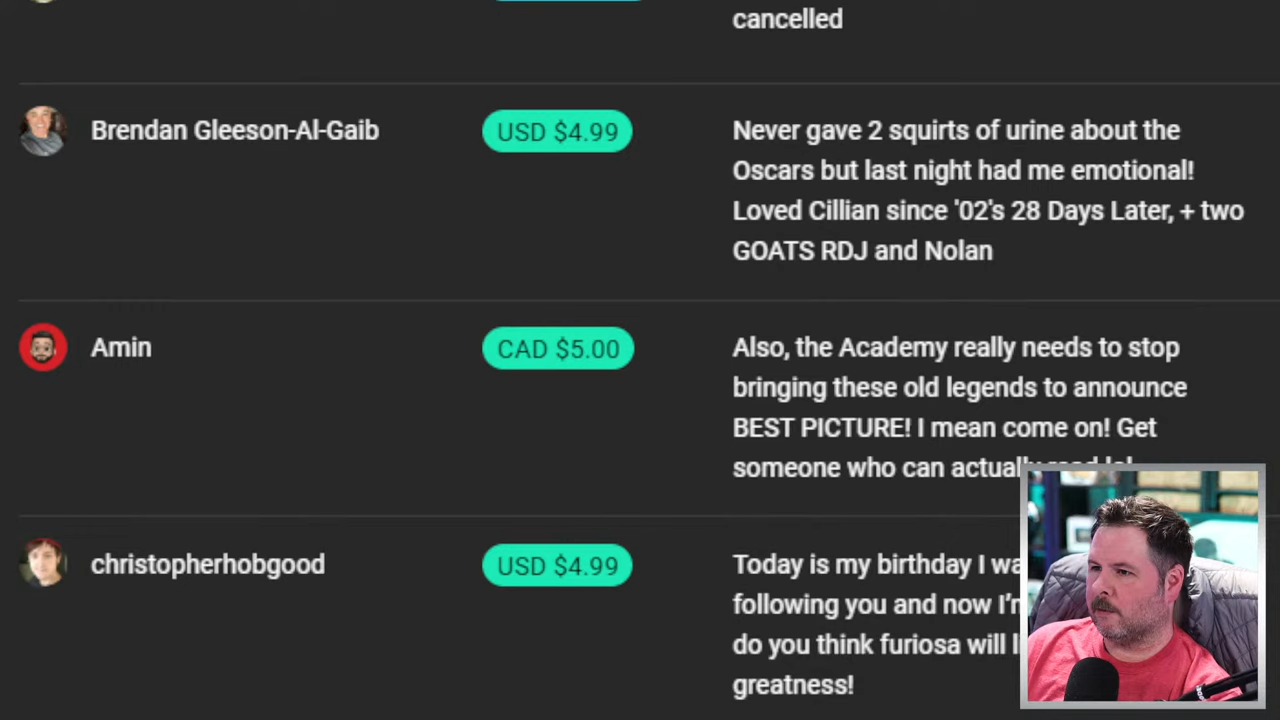 cancelled
Brendan Gleeson-Al-Gaib
USD $4.99
Never gave 2 squirts of urine about the
Oscars but last night had me emotional!
Loved Cillian since '02's 28 Days Later, + two
GOATS RDJ and Nolan
Amin
CAD $5.00
Also, the Academy really needs to stop
bringing these old legends to announce
BEST PICTURE! I mean come on! Get
someone who can actually read lol
christopherhobgood
USD $4.99
Today is my birthday I wa
following you and now I'm
do you think furiosa will l
greatness!